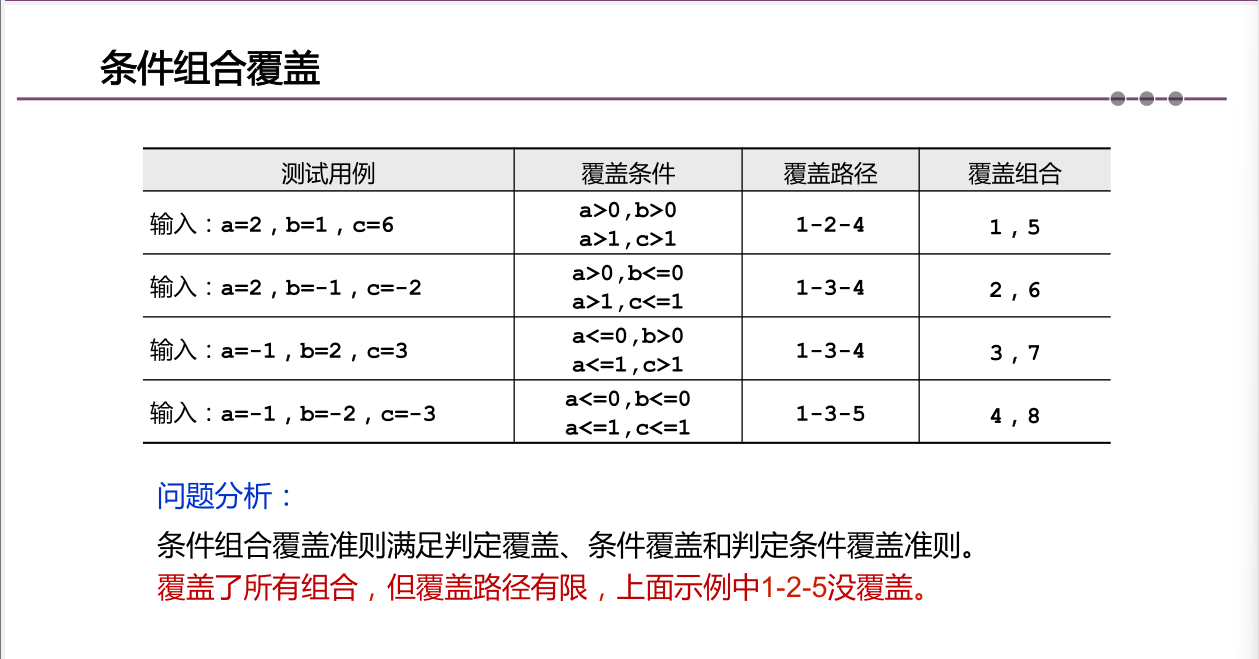 条件组合覆盖
测试用例 覆盖条件 覆盖路径 覆盖组合
输入：a=2，b=1，c=6 a>0,b>0 a>1,c>1 1-2-4 1，5
输入：a=2，b=-1，c=-2 a>0,b<=0 a>1,c<=1 1-3-4 2，6
输入：a=-1，b=2，c=3 a<=0,b>0 a<=1,c>1 1-3-4 3，7
输入：a=-1，b=-2，c=-3 a<=0,b<=0 a<=1,c<=1 1-3-5 4，8
问题分析：
条件组合覆盖准则满足判定覆盖、条件覆盖和判定条件覆盖准则。
覆盖了所有组合，但覆盖路径有限，上面示例中1-2-5没覆盖。